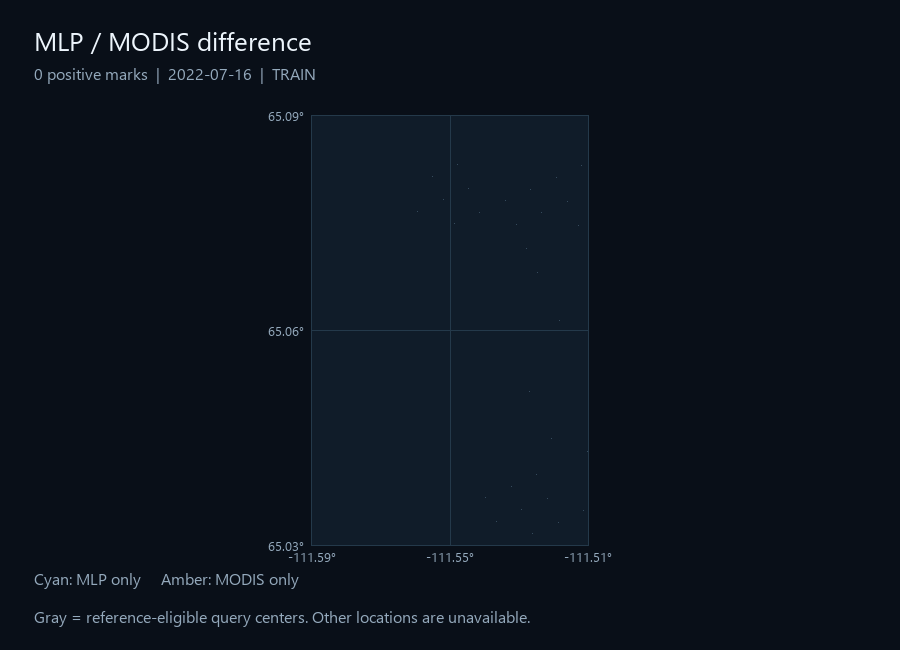 MLP / MODIS difference
0 positive marks | 2022-07-16 | TRAIN
65.09°
65.06°
65.03°
-111.59° -111.55° -111.51°
Cyan: MLP only Amber: MODIS only
Gray = reference-eligible query centers. Other locations are unavailable.